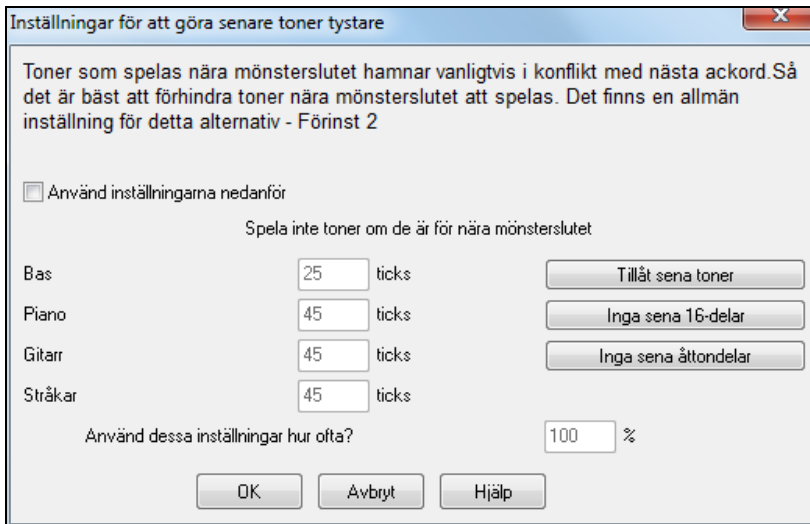 Inställningar för att göra senare toner tystare
Toner som spelas nära mönsterslutet hamnar vanligtvis i konflikt med nästa ackord.Så
det är bäst att förhindra toner nära mönsterslutet att spelas. Det finns en allmän
inställning för detta alternativ - Förinst 2
Använd inställningarna nedanför
Spela inte toner om de är för nära mönsterslutet
Bas 25 ticks Tillåt sena toner
Piano 45 ticks Inga sena 16-delar
Gitarr 45 ticks Inga sena åttondelar
Stråkar 45 ticks
Använd dessa inställningar hur ofta? 100 %
OK Avbryt Hjälp